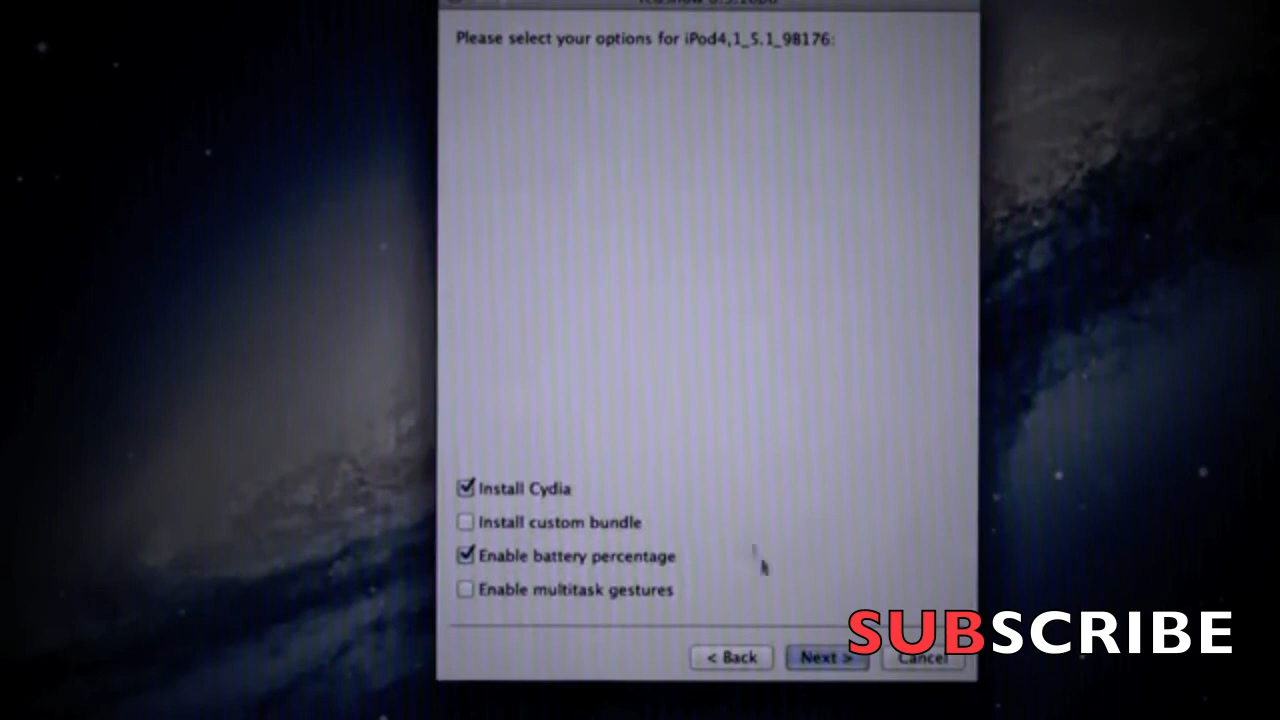 Please select your options for iPod4,1_5.1_9B176:
Install Cydia
Install custom bundle
Enable battery percentage
Enable multitask gestures
< Back
Next >
Cancel
SUBSCRIBE